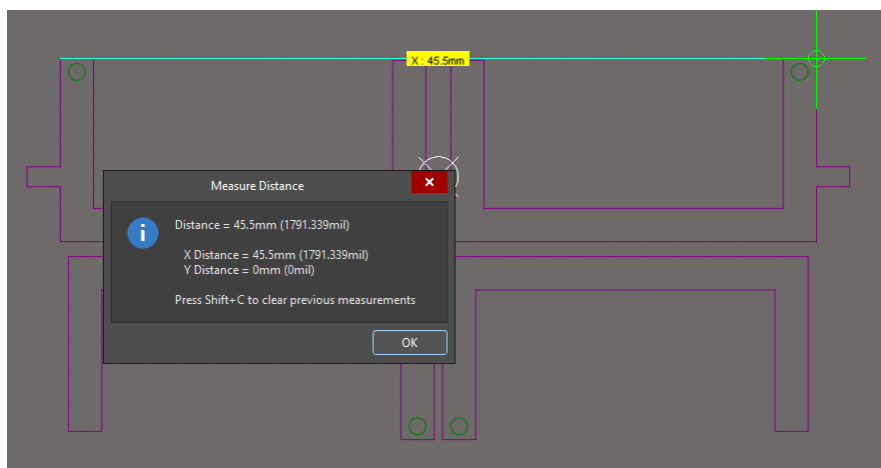 X : 45.5mm
Measure Distance
Distance = 45.5mm (1791.339mil)
X Distance = 45.5mm (1791.339mil)
Y Distance = 0mm (0mil)
Press Shift+C to clear previous measurements
OK